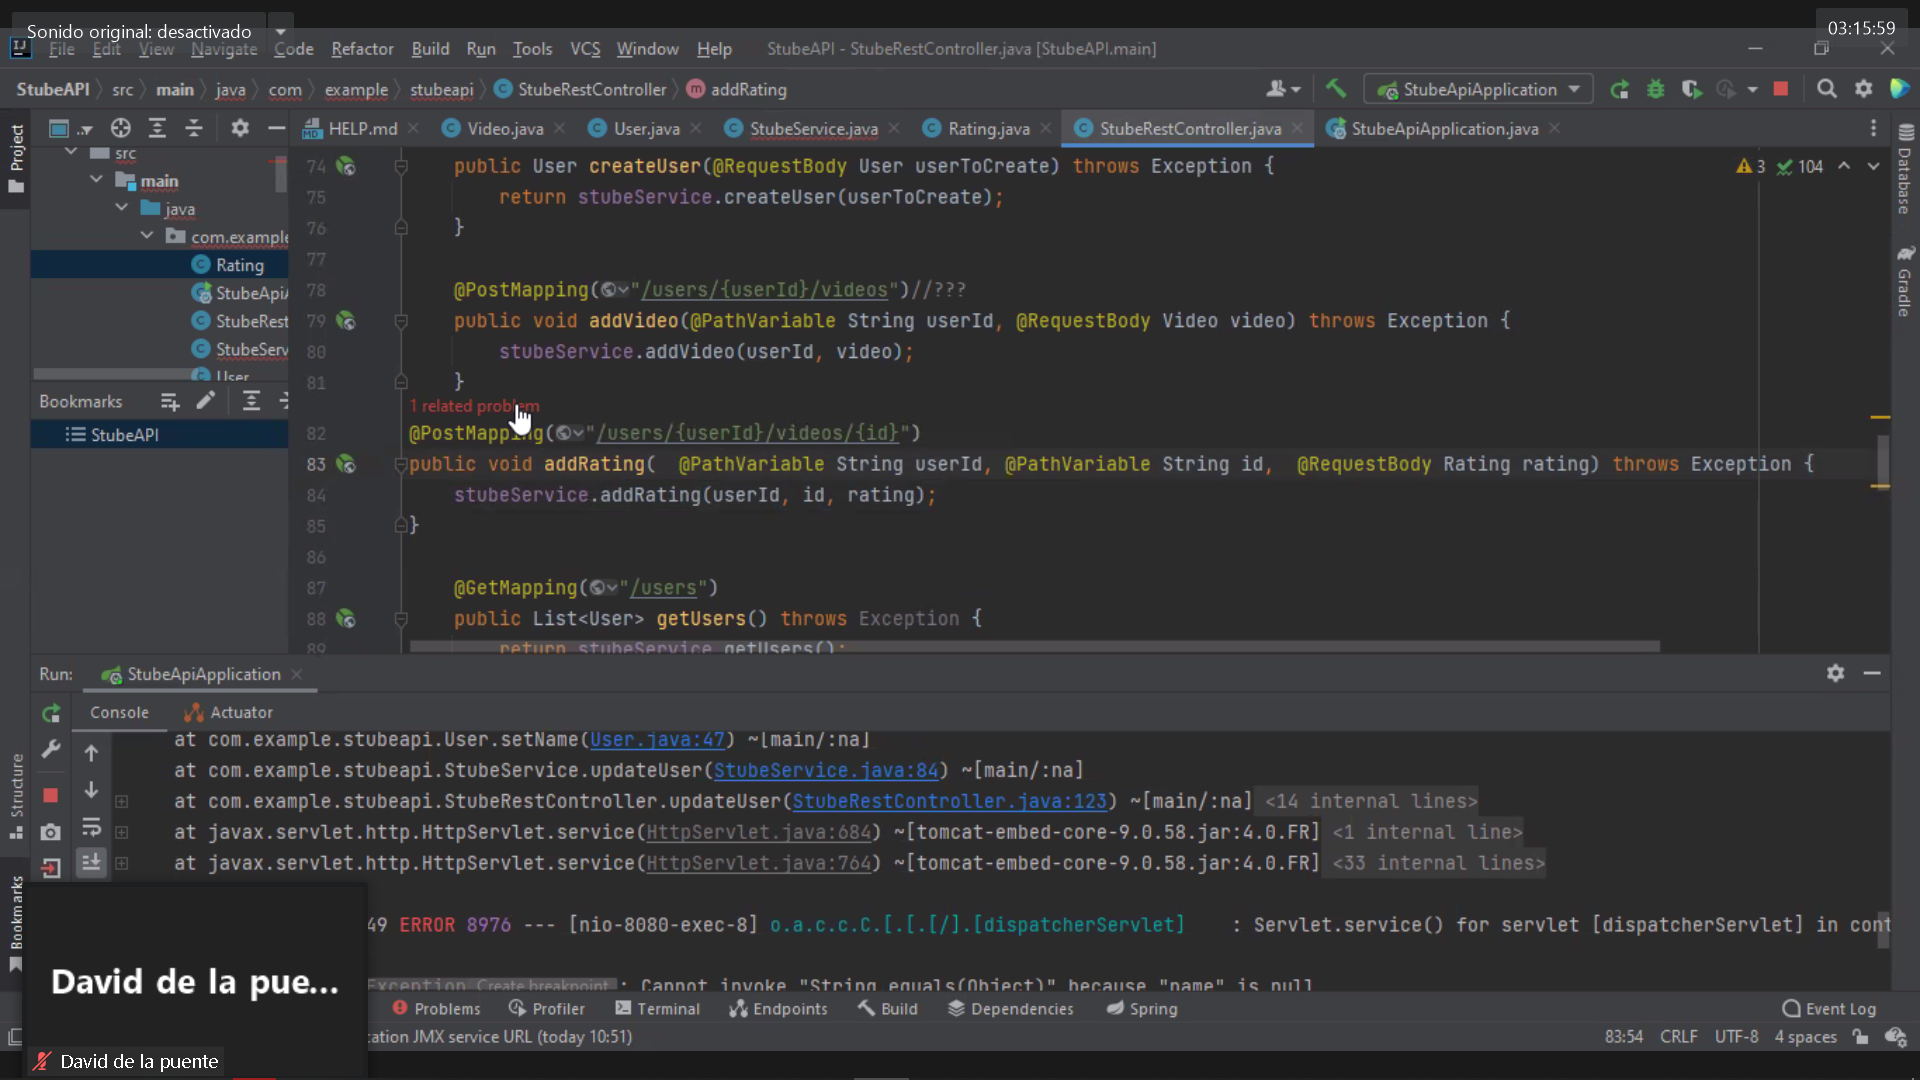 Sonido original: desactivado
03:15:59
File Edit View Navigate Code Refactor Build Run Tools VCS Window Help StubeAPI - StubeRestController.java [StubeAPI.main]
StubeAPI src main java com example stubeapi StubeRestController addRating StubeApiApplication
Project
HELP.md Video.java User.java StubeService.java Rating.java StubeRestController.java StubeApiApplication.java
src
main
java
com.example
Rating
StubeApi
StubeRest
StubeServ
User
Bookmarks
StubeAPI
3 104
74 public User createUser(@RequestBody User userToCreate) throws Exception {
75 return stubeService.createUser(userToCreate);
76 }
77
78 @PostMapping("/users/{userId}/videos")//???
79 public void addVideo(@PathVariable String userId, @RequestBody Video video) throws Exception {
80 stubeService.addVideo(userId, video);
81 }
1 related problem
82 @PostMapping("/users/{userId}/videos/{id}")
83 public void addRating(  @PathVariable String userId, @PathVariable String id,  @RequestBody Rating rating) throws Exception {
84 stubeService.addRating(userId, id, rating);
85 }
86
87 @GetMapping("/users")
88 public List<User> getUsers() throws Exception {
89 return stubeService.getUsers();
Database
Gradle
Run: StubeApiApplication
Console Actuator
at com.example.stubeapi.User.setName(User.java:47) ~[main/:na]
at com.example.stubeapi.StubeService.updateUser(StubeService.java:84) ~[main/:na]
at com.example.stubeapi.StubeRestController.updateUser(StubeRestController.java:123) ~[main/:na] <14 internal lines>
at javax.servlet.http.HttpServlet.service(HttpServlet.java:684) ~[tomcat-embed-core-9.0.58.jar:4.0.FR] <1 internal line>
at javax.servlet.http.HttpServlet.service(HttpServlet.java:764) ~[tomcat-embed-core-9.0.58.jar:4.0.FR] <33 internal lines>
49 ERROR 8976 --- [nio-8080-exec-8] o.a.c.c.C.[.[.[/].[dispatcherServlet] : Servlet.service() for servlet [dispatcherServlet] in cont
Exception Create breakpoint : Cannot invoke "String.equals(Object)" because "name" is null
Structure
Bookmarks
David de la pue...
David de la puente
Problems Profiler Terminal Endpoints Build Dependencies Spring Event Log
cation JMX service URL (today 10:51) 83:54 CRLF UTF-8 4 spaces